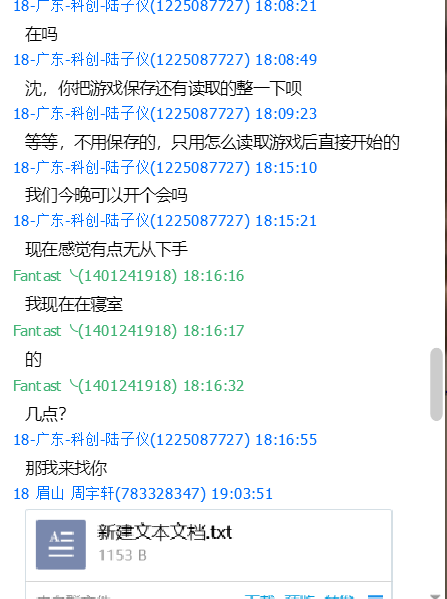 18-广东-科创-陆子仪(1225087727) 18:08:21
在吗
18-广东-科创-陆子仪(1225087727) 18:08:49
沈，你把游戏保存还有读取的整一下呗
18-广东-科创-陆子仪(1225087727) 18:09:23
等等，不用保存的，只用怎么读取游戏后直接开始的
18-广东-科创-陆子仪(1225087727) 18:15:10
我们今晚可以开个会吗
18-广东-科创-陆子仪(1225087727) 18:15:21
现在感觉有点无从下手
Fantast╰(1401241918) 18:16:16
我现在在寝室
Fantast╰(1401241918) 18:16:17
的
Fantast╰(1401241918) 18:16:32
几点？
18-广东-科创-陆子仪(1225087727) 18:16:55
那我来找你
18 眉山 周宇轩(783328347) 19:03:51
新建文本文档.txt
1153 B